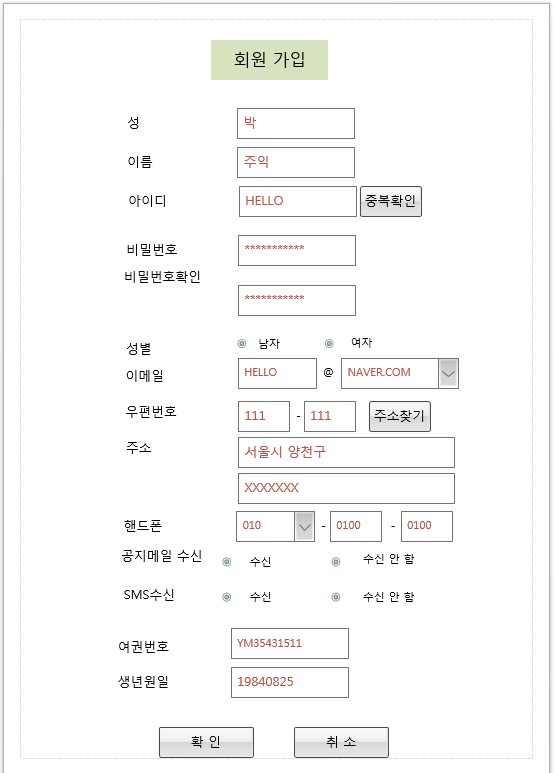 회원 가입
성 박
이름 주익
아이디 HELLO 중복확인
비밀번호 ***********
비밀번호확인
***********
성별 남자 여자
이메일 HELLO @ NAVER.COM
우편번호 111 - 111 주소찾기
주소 서울시 양천구
XXXXXXX
핸드폰 010 - 0100 - 0100
공지메일 수신 수신 수신 안 함
SMS수신 수신 수신 안 함
여권번호 YM35431511
생년원일 19840825
확 인 취 소